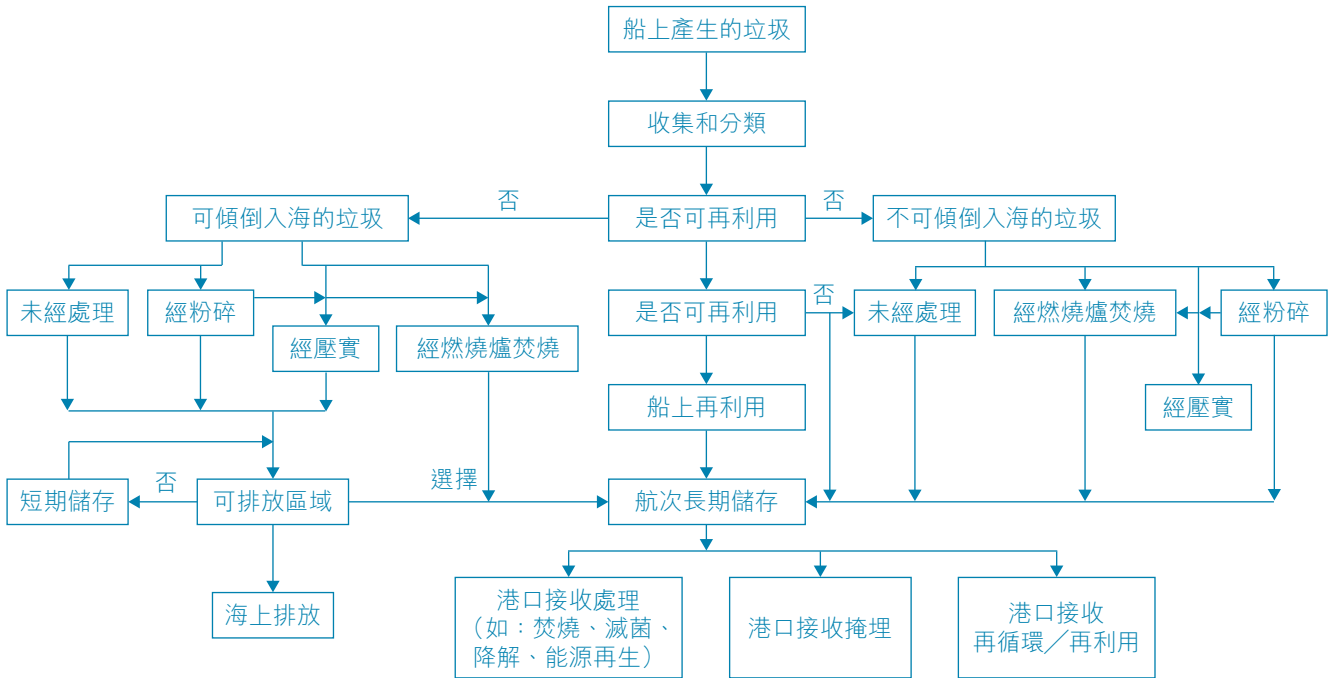 船上產生的垃圾
收集和分類
否
否
可傾倒入海的垃圾
是否可再利用
不可傾倒入海的垃圾
否
未經處理
經粉碎
是否可再利用
未經處理
經燃燒爐焚燒
經粉碎
經壓實
經燃燒爐焚燒
船上再利用
經壓實
否
選擇
短期儲存
可排放區域
航次長期儲存
海上排放
港口接收處理
（如：焚燒、滅菌、
降解、能源再生）
港口接收掩埋
港口接收
再循環╱再利用